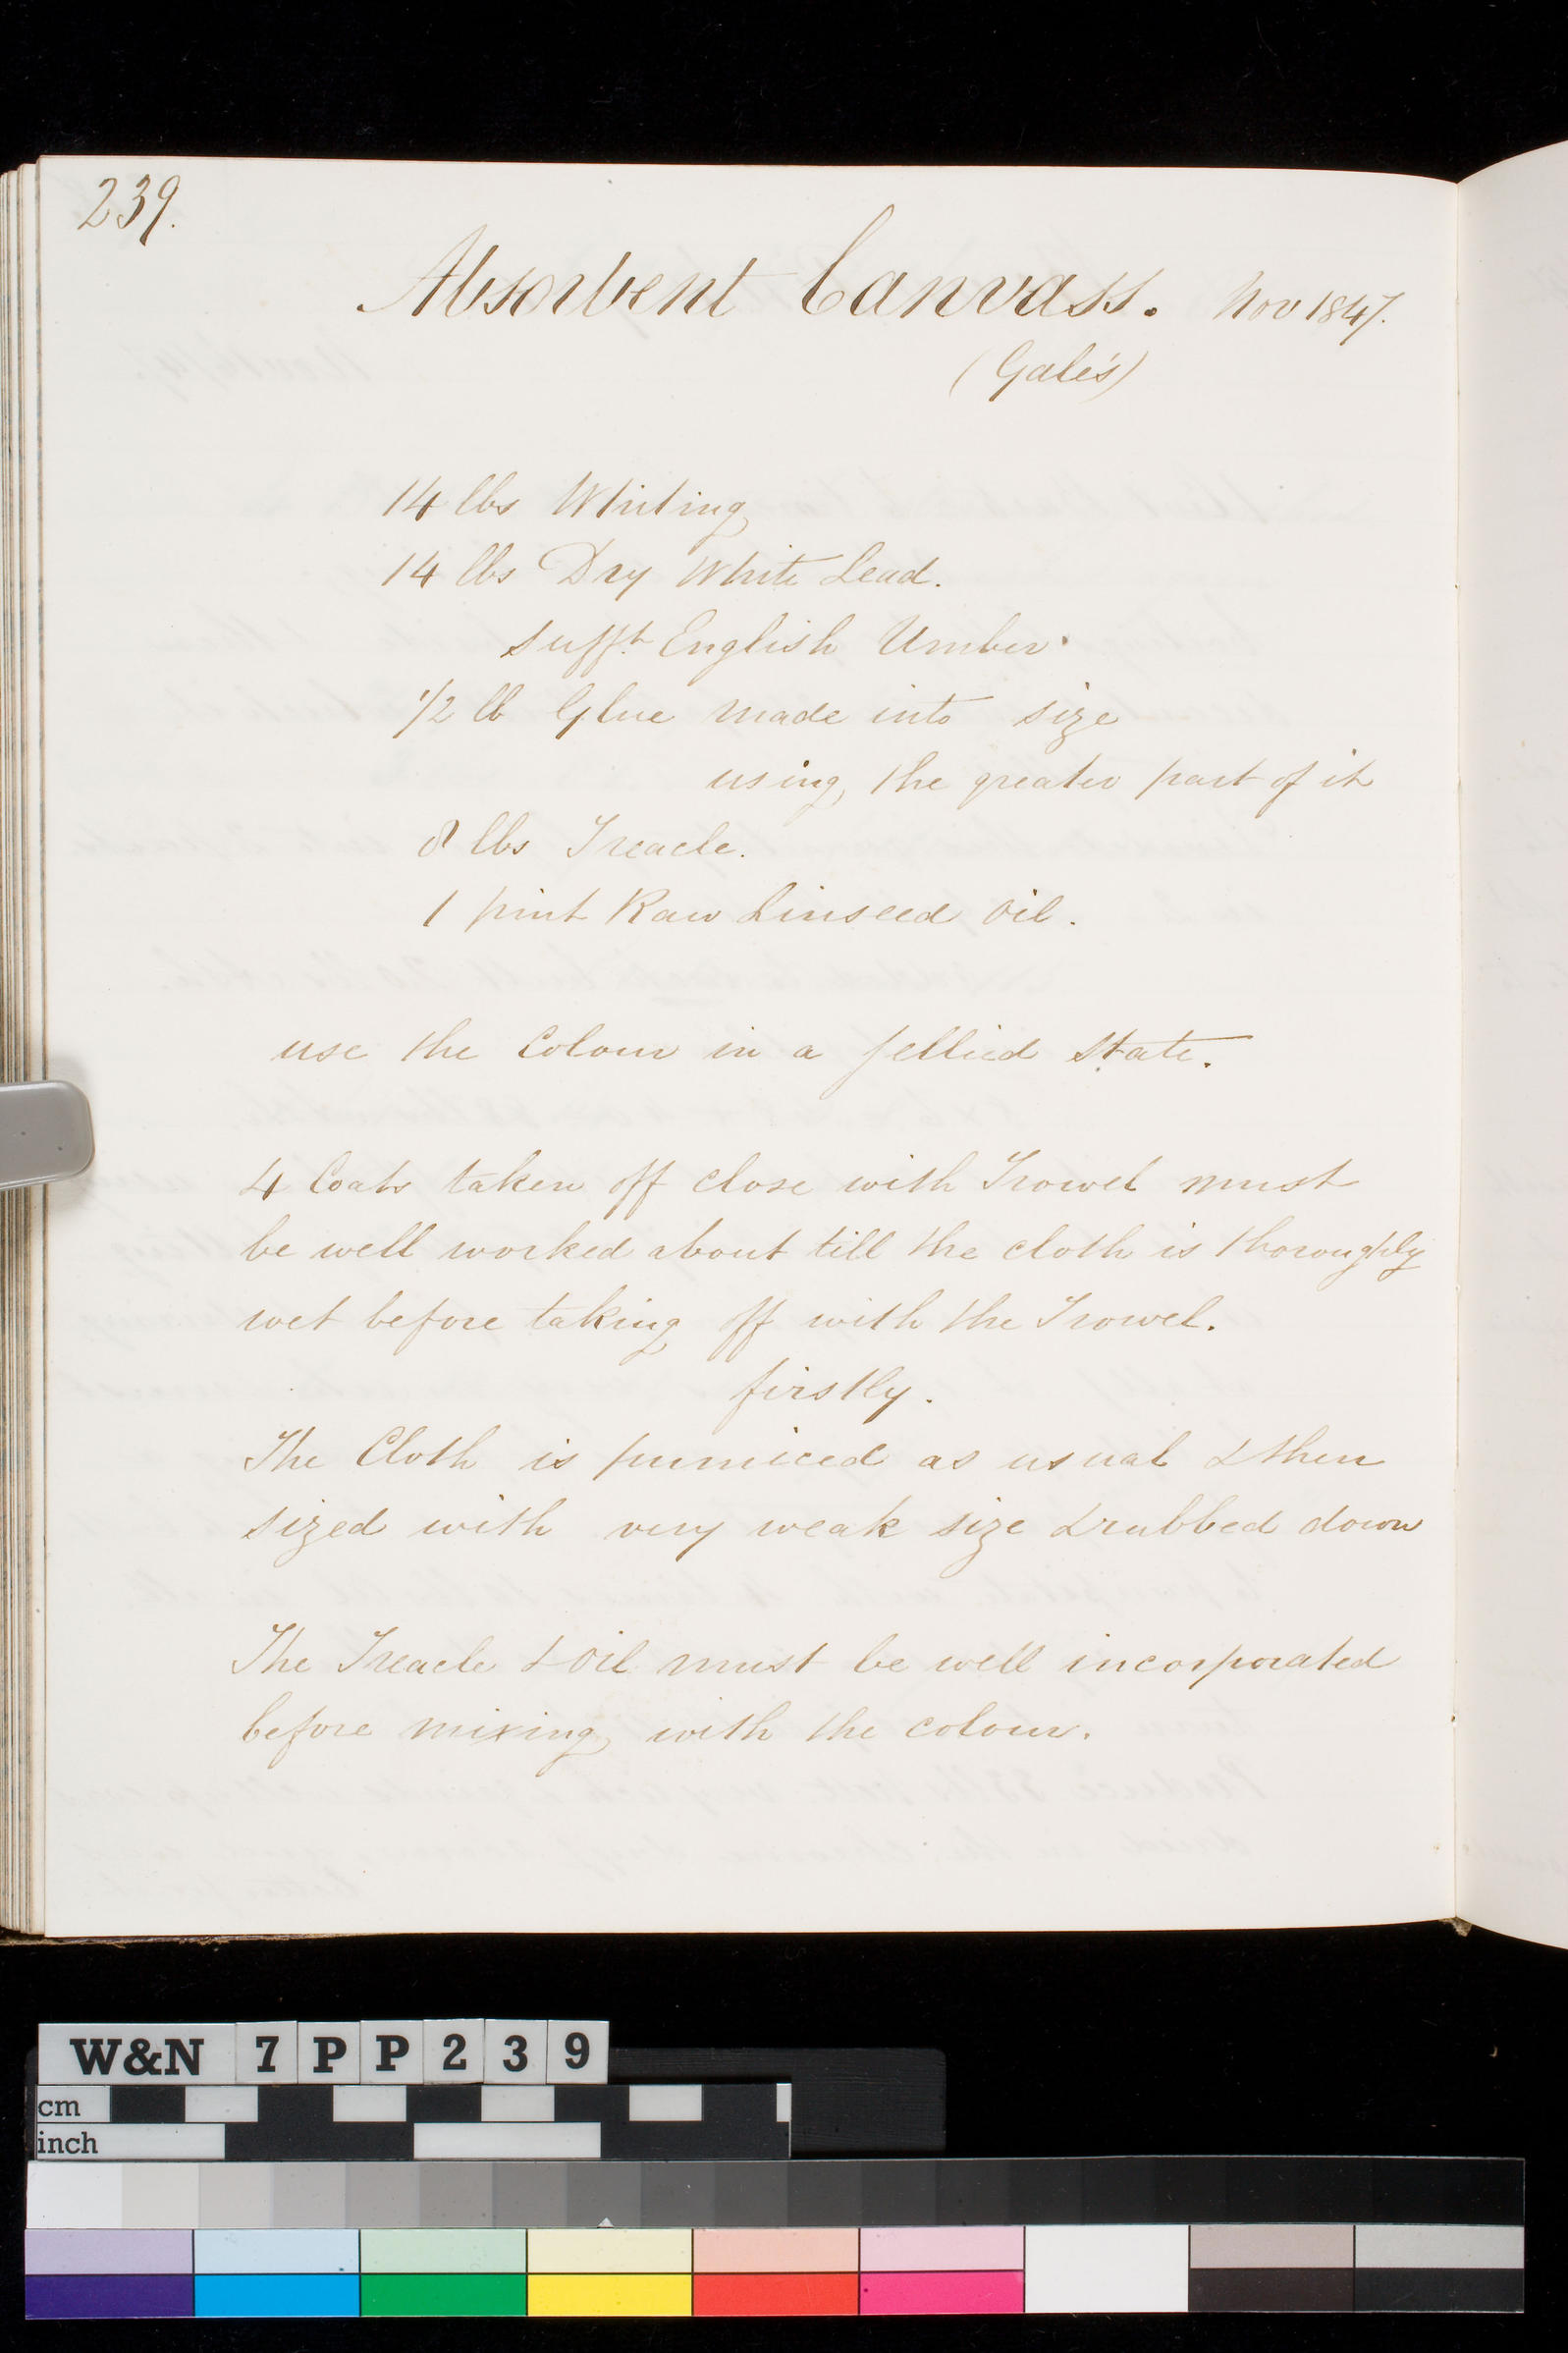 239.
Absorbent Canvass. Nov 1847.
(Gale's)
14 lbs Whiting
14 lbs Dry White Lead.
sufft. English Umber
1/2 lb Glue made into size
using the greater part of it
8 lbs Treacle.
1 pint Raw Linseed Oil.
use the Colour in a jellied state.
4 Coats taken off close with Trowel must
be well worked about till the cloth is thoroughly
wet before taking off with the Trowel.
firstly.
The Cloth is pumiced as usual & then
sized with very weak size & rubbed down
The Treacle & Oil must be well incorporated
before mixing with the colour.
W&N 7PP239
cm
inch